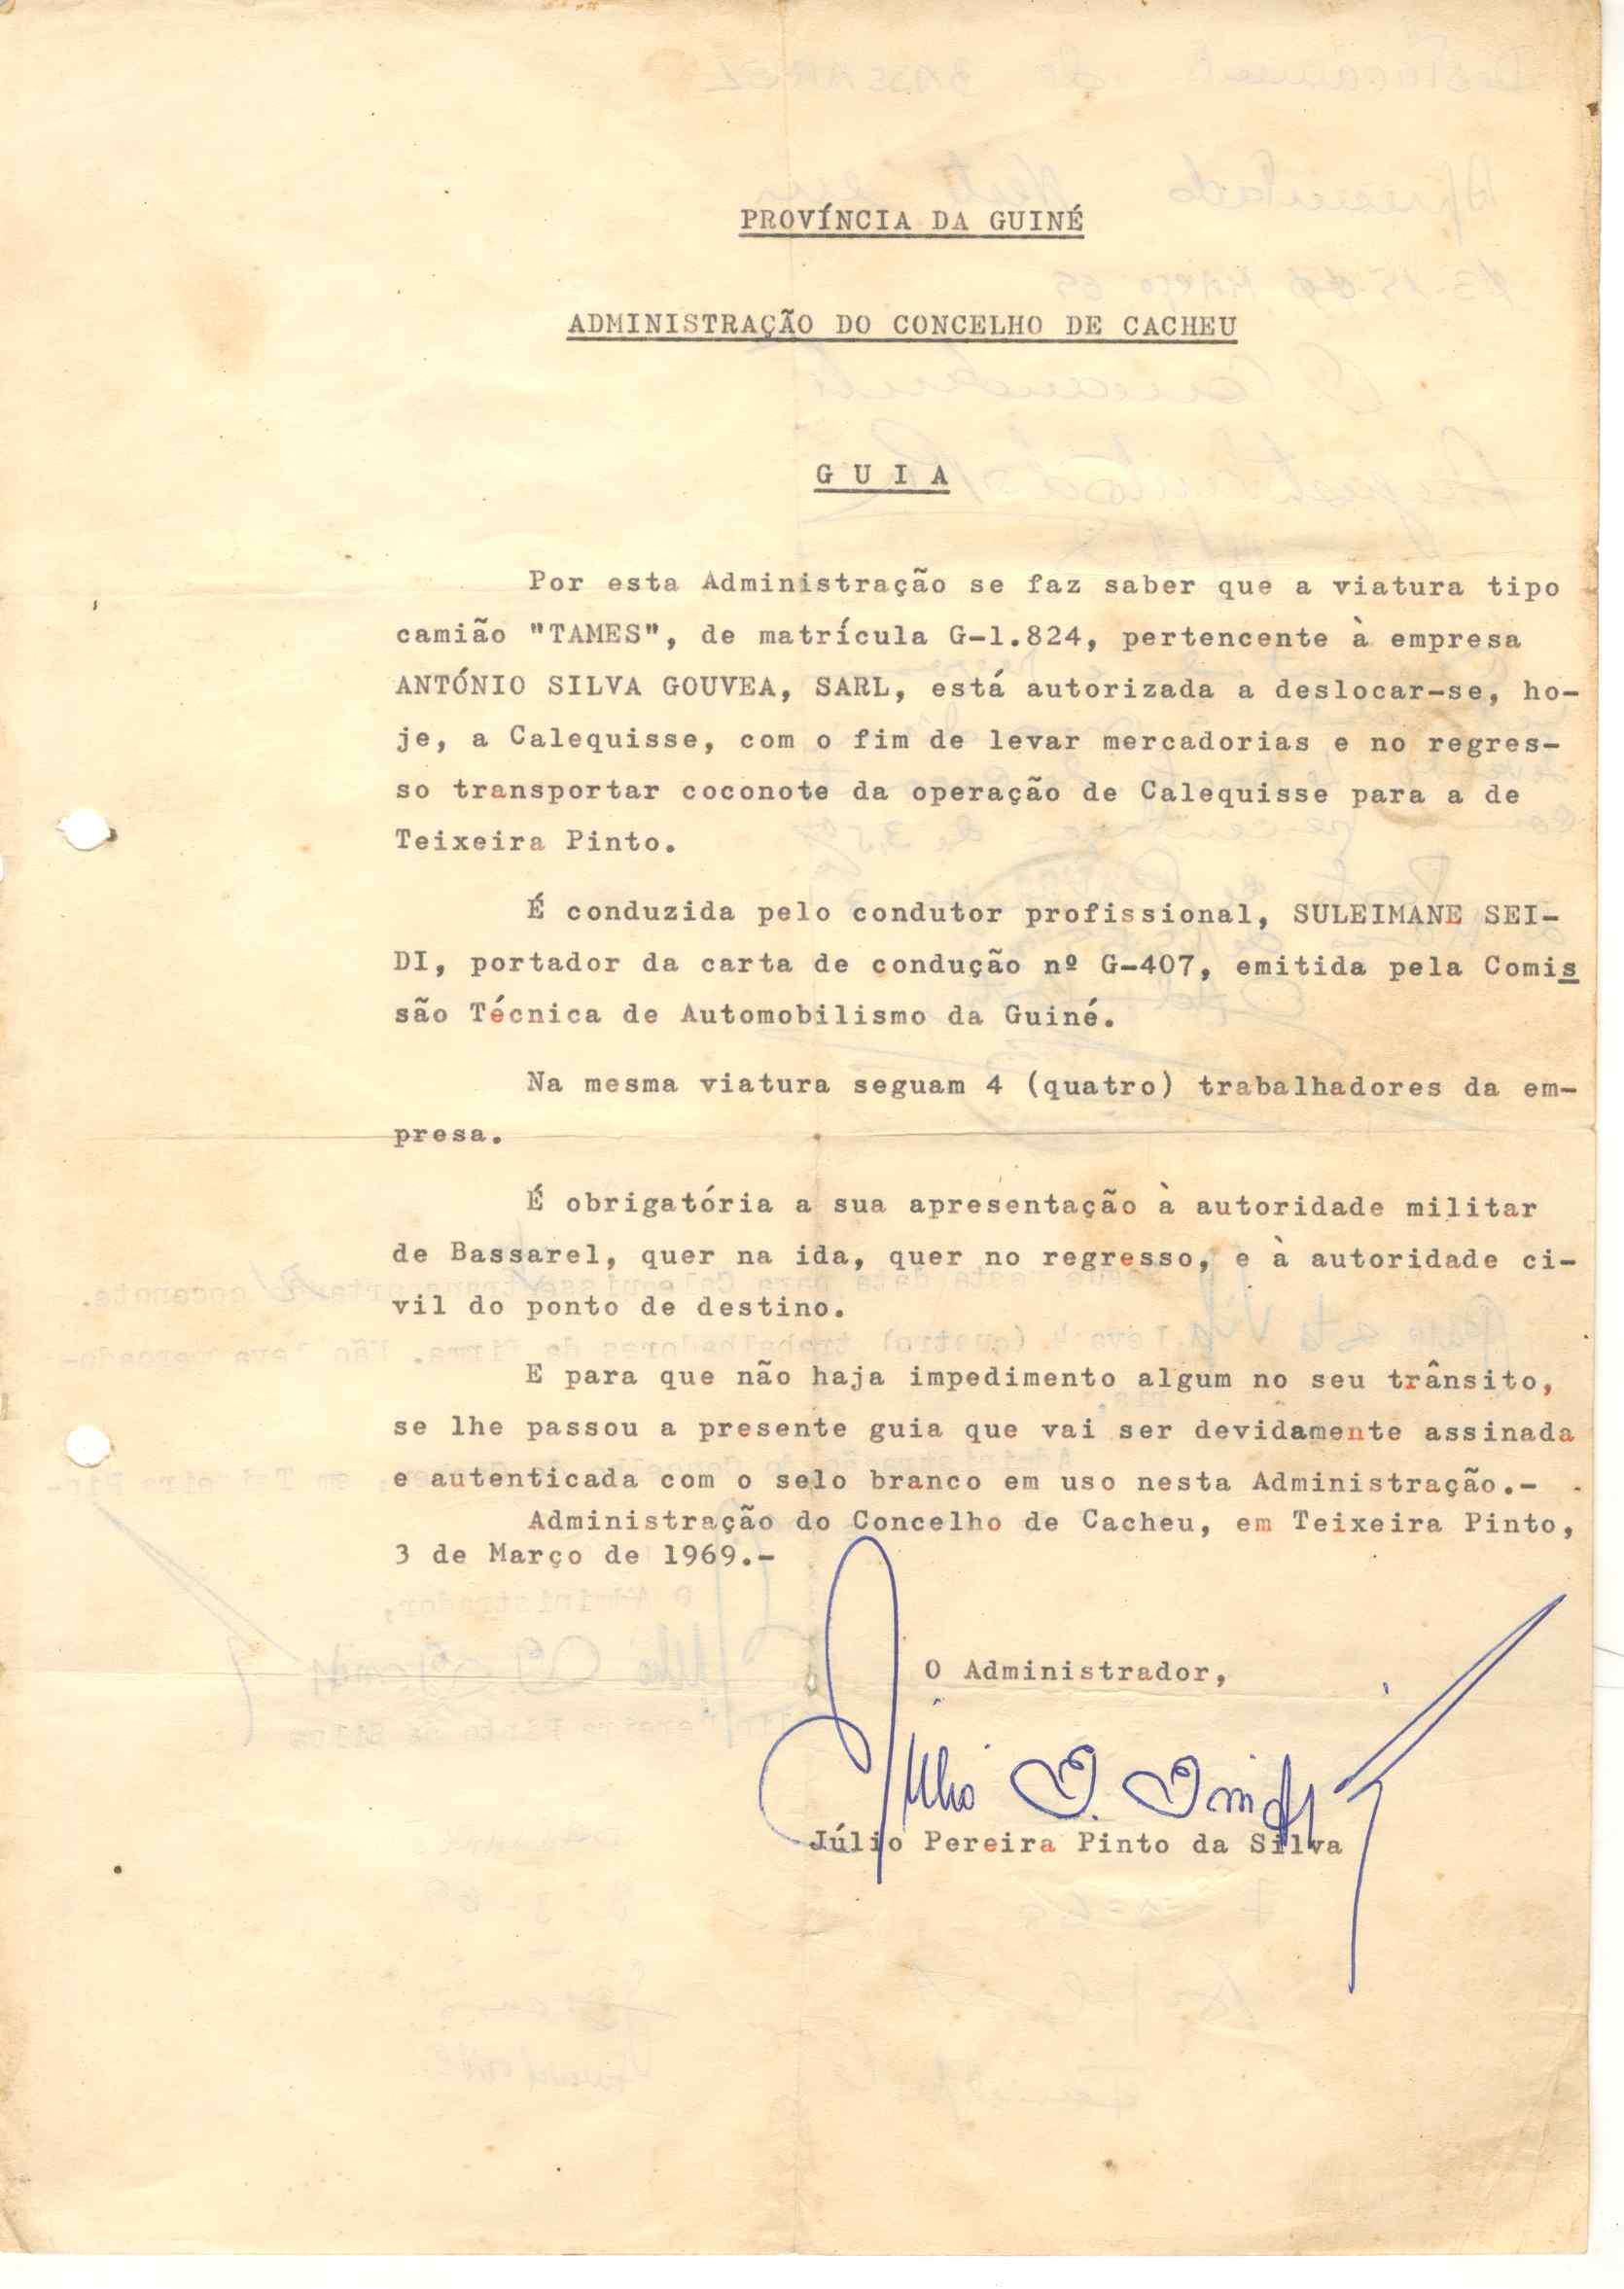 PROVÍNCIA DA GUINÉ
ADMINISTRAÇÃO DO CONCELHO DE CACHEU
G U I A
Por esta Administração se faz saber que a viatura tipo
camião "TAMES", de matrícula G-1.824, pertencente à empresa
ANTÓNIO SILVA GOUVEA, SARL, está autorizada a deslocar-se, ho-
je, a Calequisse, com o fim de levar mercadorias e no regres-
so transportar coconote da operação de Calequisse para a de
Teixeira Pinto.
É conduzida pelo condutor profissional, SULEIMANE SEI-
DI, portador da carta de condução nº G-407, emitida pela Comis
são Técnica de Automobilismo da Guiné.
Na mesma viatura seguam 4 (quatro) trabalhadores da em-
presa.
É obrigatória a sua apresentação à autoridade militar
de Bassarel, quer na ida, quer no regresso, e à autoridade ci-
vil do ponto de destino.
E para que não haja impedimento algum no seu trânsito,
se lhe passou a presente guia que vai ser devidamente assinada
e autenticada com o selo branco em uso nesta Administração.-
Administração do Concelho de Cacheu, em Teixeira Pinto,
3 de Março de 1969.-
O Administrador,
Júlio Pereira Pinto da Silva